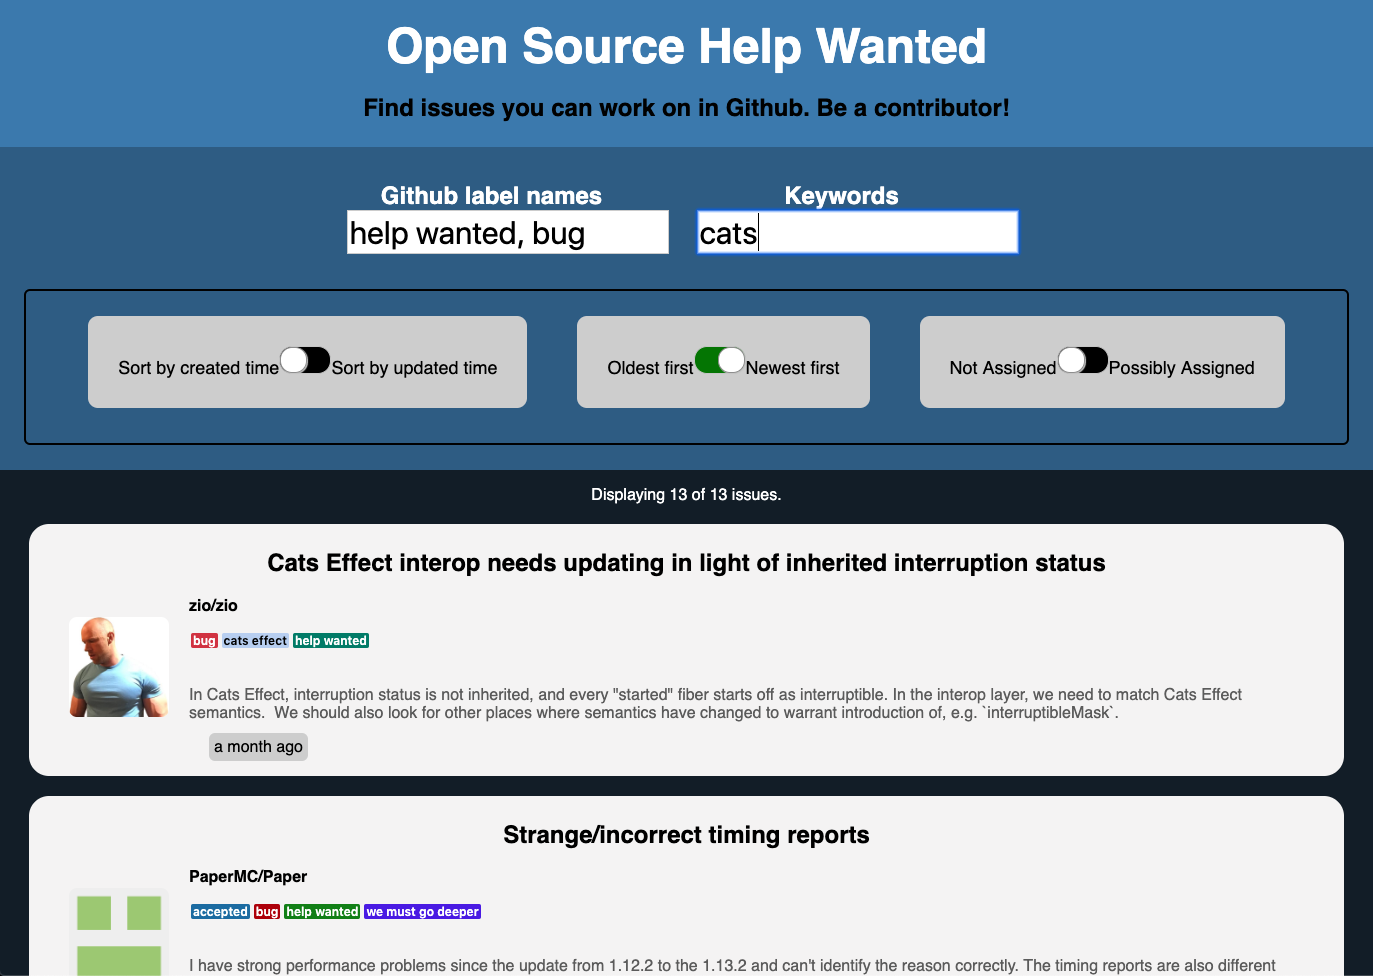 Open Source Help Wanted
Find issues you can work on in Github. Be a contributor!
Github label names
Keywords
help wanted, bug
cats
Sort by created time Sort by updated time
Oldest first Newest first
Not Assigned Possibly Assigned
Displaying 13 of 13 issues.
Cats Effect interop needs updating in light of inherited interruption status
zio/zio
bug cats effect help wanted
In Cats Effect, interruption status is not inherited, and every "started" fiber starts off as interruptible. In the interop layer, we need to match Cats Effect
semantics.  We should also look for other places where semantics have changed to warrant introduction of, e.g. `interruptibleMask`.
a month ago
Strange/incorrect timing reports
PaperMC/Paper
accepted bug help wanted we must go deeper
I have strong performance problems since the update from 1.12.2 to the 1.13.2 and can't identify the reason correctly. The timing reports are also different